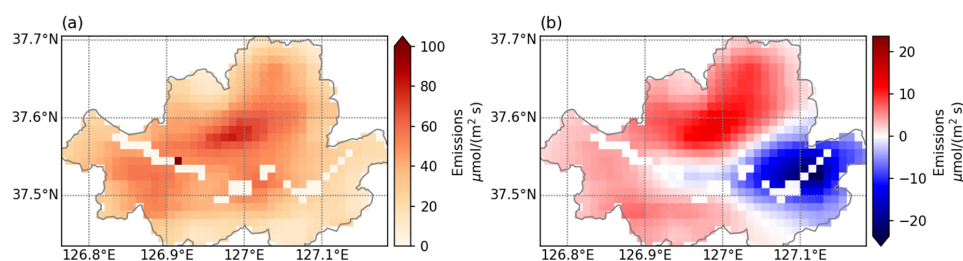 (a)
37.7°N
37.6°N
37.5°N
126.8°E 126.9°E 127°E 127.1°E
100
80
60
40
20
0
Emissions
μmol/(m² s)
(b)
37.7°N
37.6°N
37.5°N
126.8°E 126.9°E 127°E 127.1°E
20
10
0
−10
−20
Emissions
μmol/(m² s)